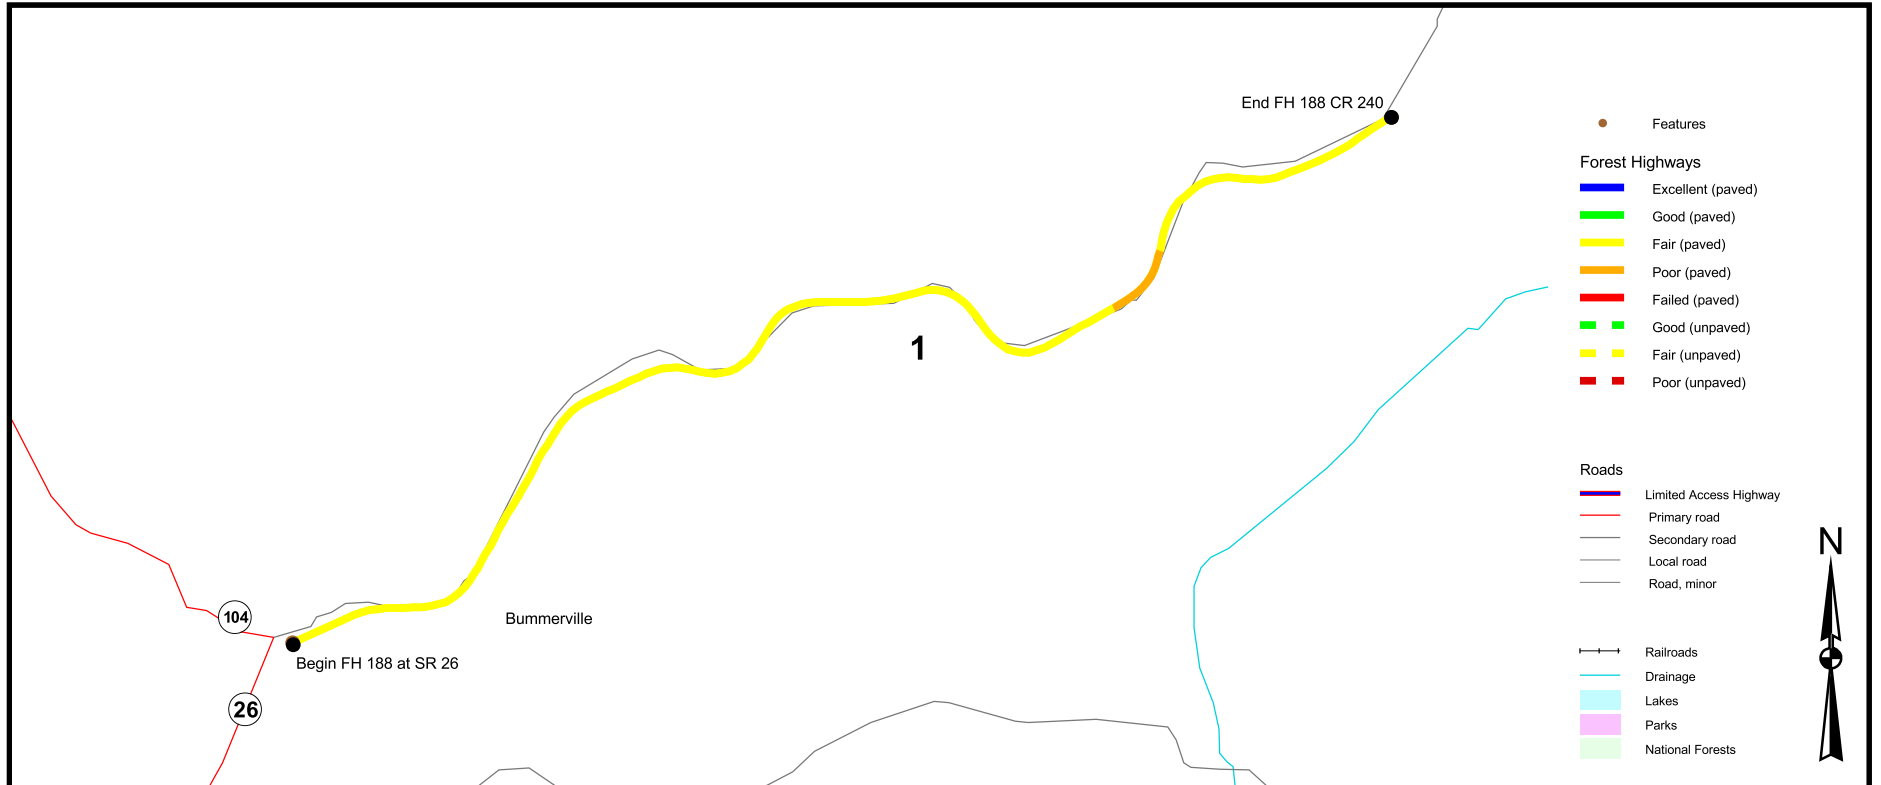 End FH 188 CR 240
1
104
Bummerville
Begin FH 188 at SR 26
26
Features
Forest Highways
Excellent (paved)
Good (paved)
Fair (paved)
Poor (paved)
Failed (paved)
Good (unpaved)
Fair (unpaved)
Poor (unpaved)
Roads
Limited Access Highway
Primary road
Secondary road
Local road
Road, minor
N
Railroads
Drainage
Lakes
Parks
National Forests